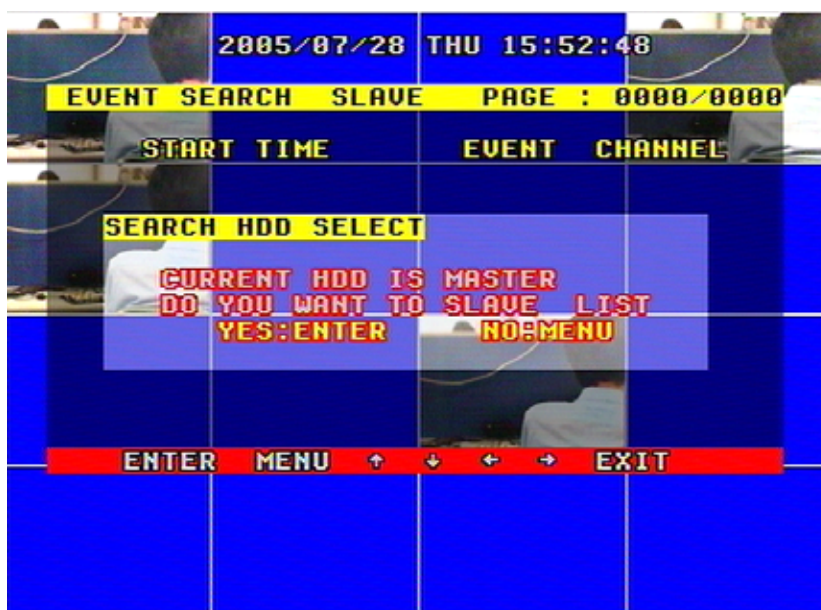 2005/07/28 THU 15:52:48
EVENT SEARCH SLAVE PAGE : 0000/0000
START TIME EVENT CHANNEL
SEARCH HDD SELECT
CURRENT HDD IS MASTER
DO YOU WANT TO SLAVE LIST
YES:ENTER NO:MENU
ENTER MENU ↑ ↓ ← → EXIT